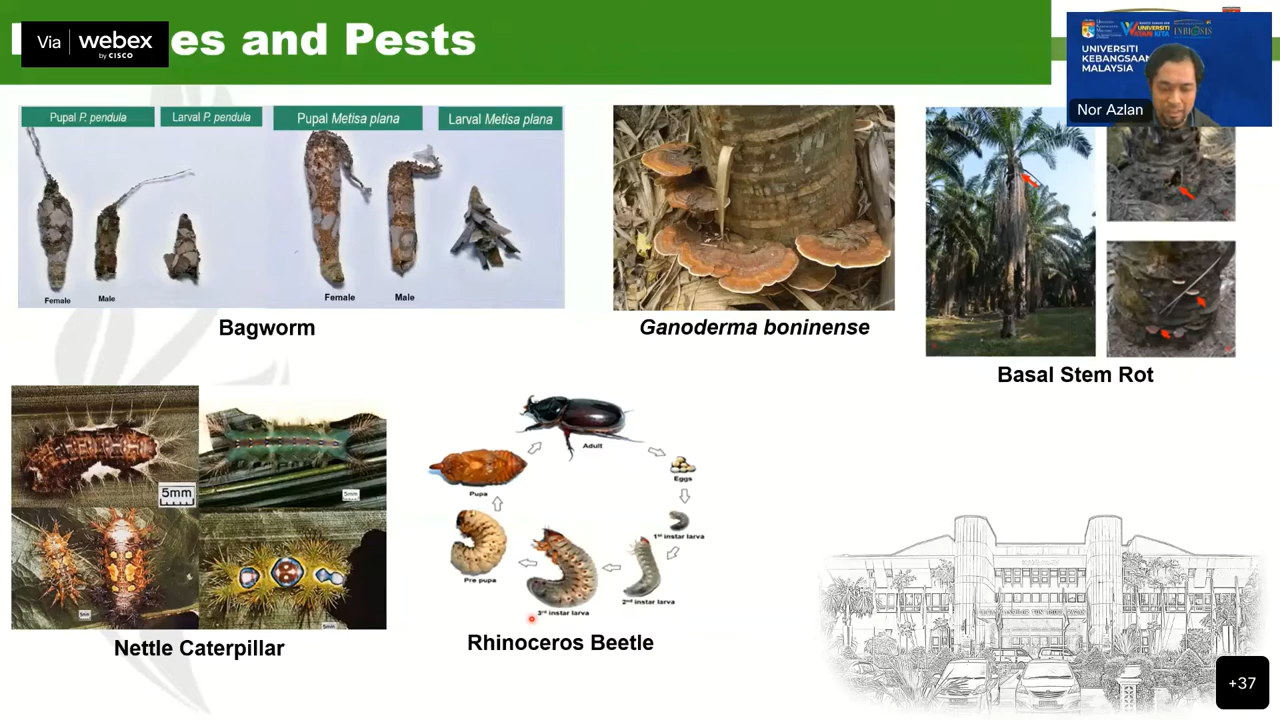 Via webex
by CISCO
es and Pests
UNIVERSITI
KEBANGSAAN
MALAYSIA
Nor Azlan
Pupal P. pendula
Larval P. pendula
Pupal Metisa plana
Larval Metisa plana
Female
Male
Female
Male
Bagworm
Ganoderma boninense
Basal Stem Rot
5mm
5mm
5mm
5mm
Nettle Caterpillar
Adult
Eggs
1st instar larva
2nd instar larva
3rd instar larva
Pre pupa
Pupa
Rhinoceros Beetle
+37